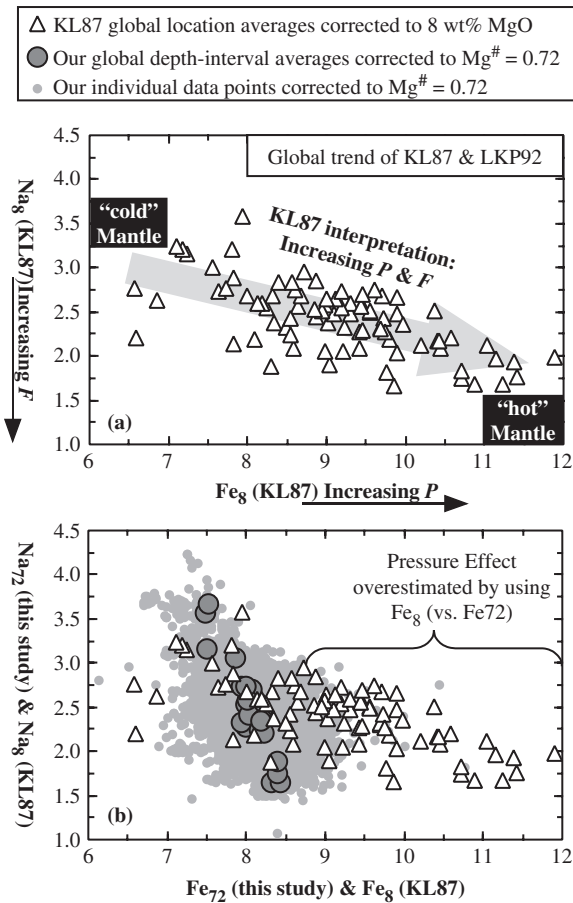 KL87 global location averages corrected to 8 wt% MgO
Our global depth-interval averages corrected to Mg# = 0.72
Our individual data points corrected to Mg# = 0.72
4.5
4.0
3.5
3.0
2.5
2.0
1.5
1.0
Na8 (KL87)Increasing F
Global trend of KL87 & LKP92
"cold"
Mantle
KL87 interpretation:
Increasing P & F
"hot"
Mantle
(a)
6 7 8 9 10 11 12
Fe8 (KL87) Increasing P
4.5
4.0
3.5
3.0
2.5
2.0
1.5
1.0
Na72 (this study) & Na8 (KL87)
Pressure Effect
overestimated by using
Fe8 (vs. Fe72)
(b)
6 7 8 9 10 11 12
Fe72 (this study) & Fe8 (KL87)